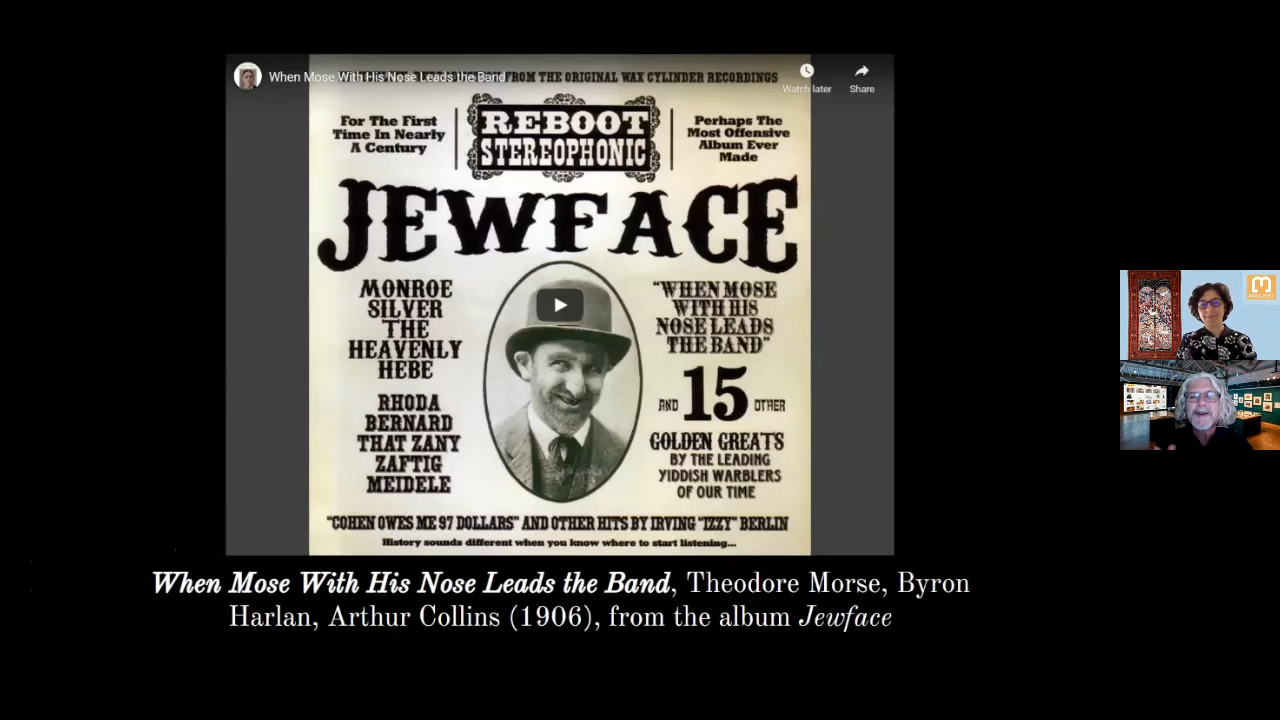 When Mose With His Nose Leads the Band
FROM THE ORIGINAL WAX CYLINDER RECORDINGS
Watch later
Share
For The First
Time In Nearly
A Century
REBOOT
STEREOPHONIC
Perhaps The
Most Offensive
Album Ever
Made
JEWFACE
MONROE
SILVER
THE
HEAVENLY
HEBE
RHODA
BERNARD
THAT ZANY
ZAFTIG
MEIDELE
"WHEN MOSE
WITH HIS
NOSE LEADS
THE BAND"
AND 15 OTHER
GOLDEN GREATS
BY THE LEADING
YIDDISH WARBLERS
OF OUR TIME
"COHEN OWES ME 97 DOLLARS" AND OTHER HITS BY IRVING "IZZY" BERLIN
History sounds different when you know where to start listening...
When Mose With His Nose Leads the Band, Theodore Morse, Byron
Harlan, Arthur Collins (1906), from the album Jewface
MAGNES